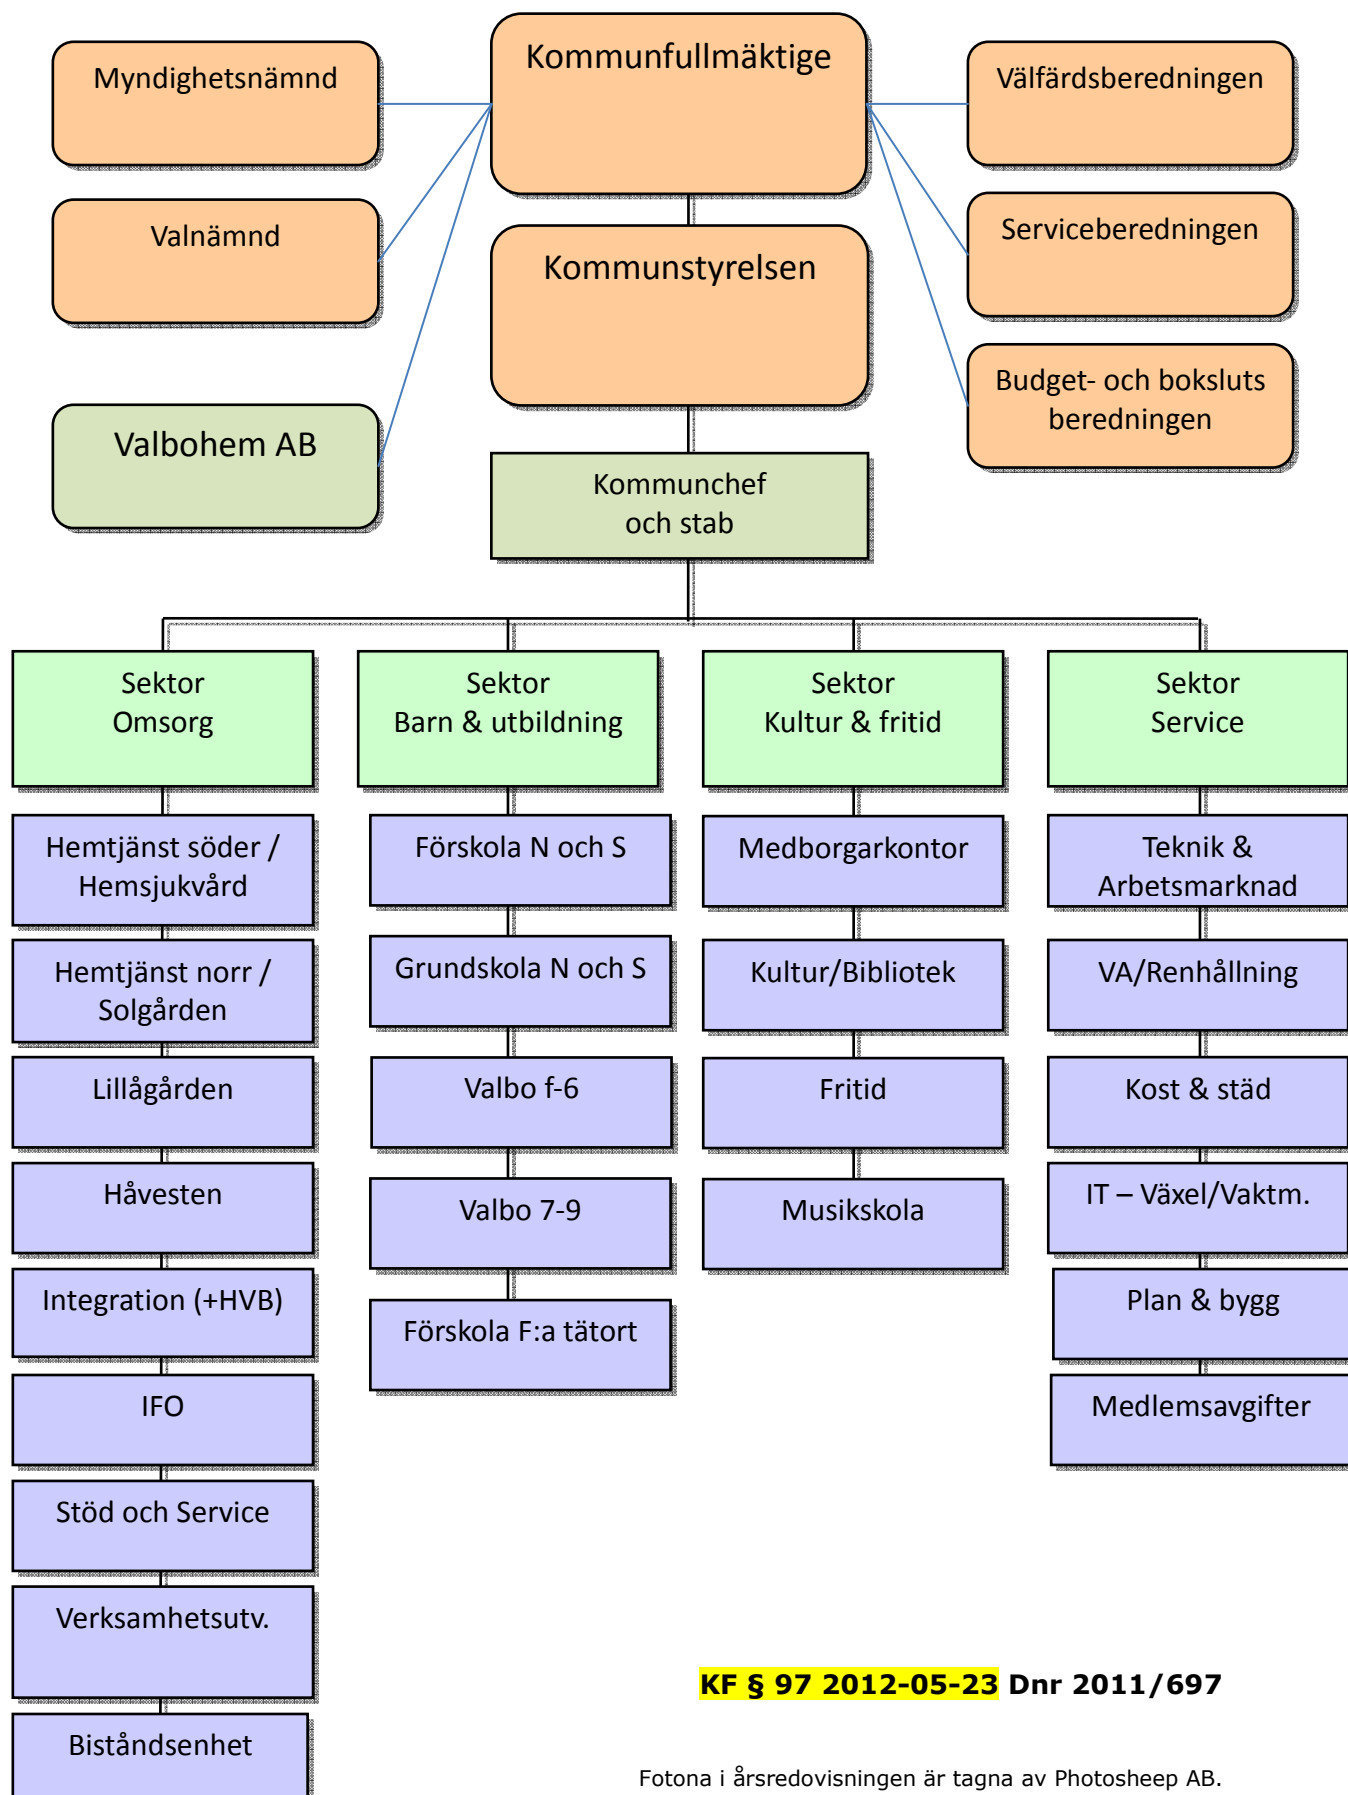 Kommunfullmäktige
Myndighetsnämnd
Välfärdsberedningen
Valnämnd
Serviceberedningen
Kommunstyrelsen
Budget- och boksluts
beredningen
Valbohem AB
Kommunchef
och stab
Sektor
Omsorg
Hemtjänst söder /
Hemsjukvård
Hemtjänst norr /
Solgården
Lillågården
Håvesten
Integration (+HVB)
IFO
Stöd och Service
Verksamhetsutv.
Biståndsenhet
Sektor
Barn & utbildning
Förskola N och S
Grundskola N och S
Valbo f-6
Valbo 7-9
Förskola F:a tätort
Sektor
Kultur & fritid
Medborgarkontor
Kultur/Bibliotek
Fritid
Musikskola
Sektor
Service
Teknik &
Arbetsmarknad
VA/Renhållning
Kost & städ
IT – Växel/Vaktm.
Plan & bygg
Medlemsavgifter
KF § 97 2012-05-23 Dnr 2011/697
Fotona i årsredovisningen är tagna av Photosheep AB.